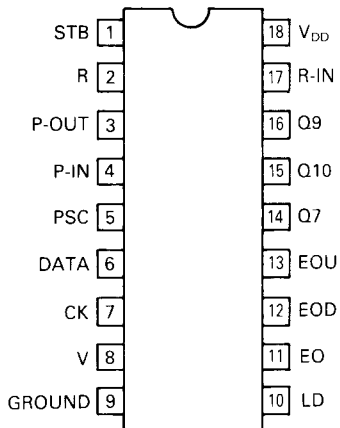 STB 1 18 VDD
R 2 17 R-IN
P-OUT 3 16 Q9
P-IN 4 15 Q10
PSC 5 14 Q7
DATA 6 13 EOU
CK 7 12 EOD
V 8 11 EO
GROUND 9 10 LD